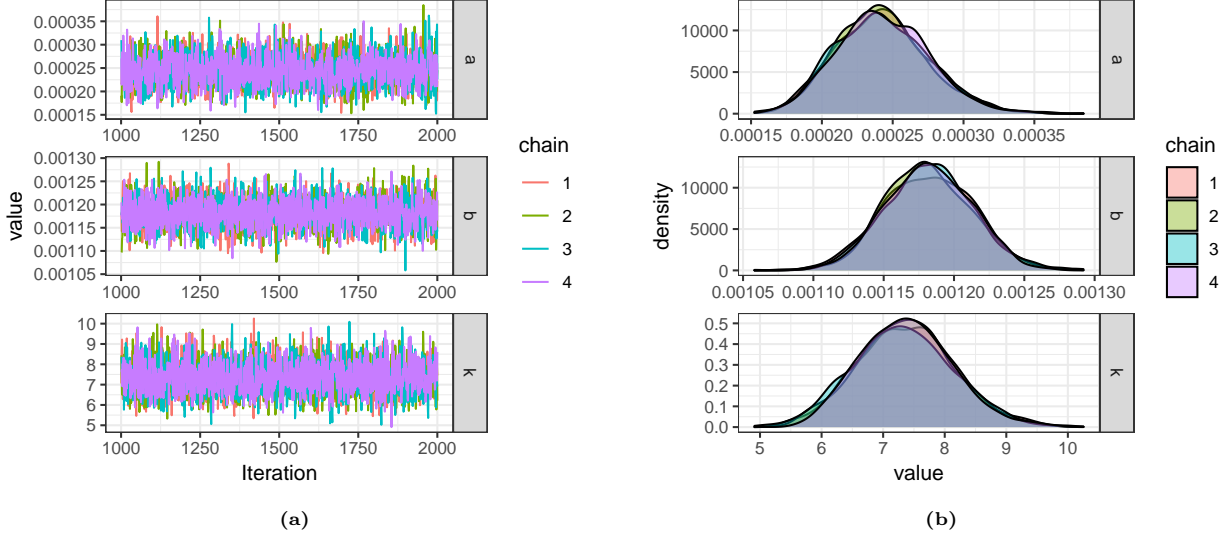 0.00030
0.00025
0.00020
0.00015
1000 1250 1500 1750 2000
a
0.00130
0.00125
0.00120
0.00115
0.00110
0.00105
1000 1250 1500 1750 2000
b
10
9
8
7
6
5
1000 1250 1500 1750 2000
k
value
Iteration
chain
1
2
3
4
(a)
10000
5000
0
0.00015 0.00020 0.00025 0.00030 0.00035
a
10000
5000
0
0.00105 0.00110 0.00115 0.00120 0.00125 0.00130
b
0.5
0.4
0.3
0.2
0.1
0.0
5 6 7 8 9 10
k
density
value
chain
1
2
3
4
(b)